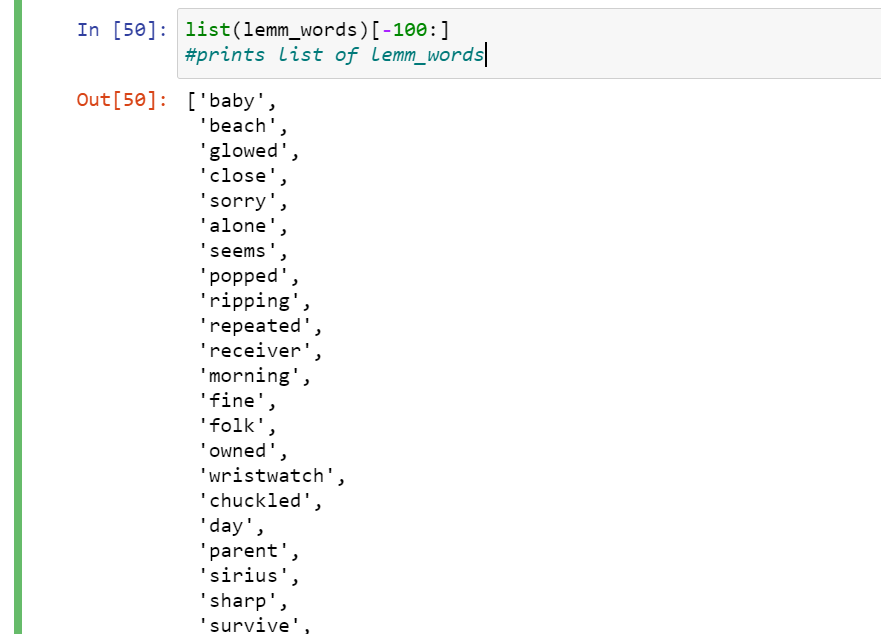 In [50]: list(lemm_words)[-100:]
#prints list of lemm_words
Out[50]: ['baby',
'beach',
'glowed',
'close',
'sorry',
'alone',
'seems',
'popped',
'ripping',
'repeated',
'receiver',
'morning',
'fine',
'folk',
'owned',
'wristwatch',
'chuckled',
'day',
'parent',
'sirius',
'sharp',
'survive',